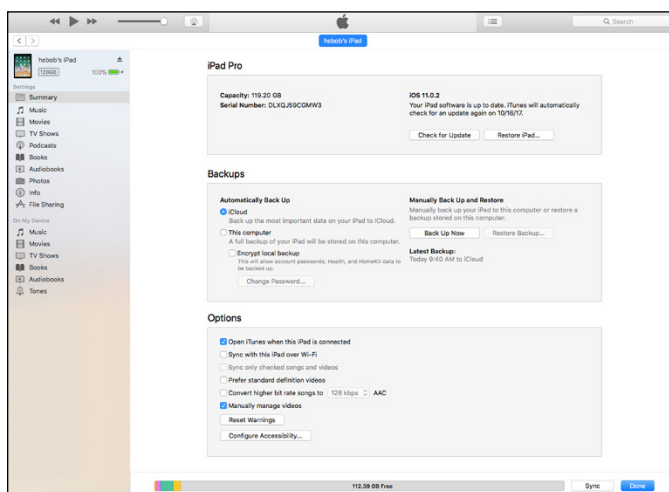 Search
hsbob's iPad
hsbob's iPad
128GB
100%
Settings
Summary
Music
Movies
TV Shows
Podcasts
Books
Audiobooks
Photos
Info
File Sharing
On My Device
Music
Movies
TV Shows
Books
Audiobooks
Tones
iPad Pro
Capacity: 119.20 GB
Serial Number: DLXQJ59CGMW3
iOS 11.0.2
Your iPad software is up to date. iTunes will automatically
check for an update again on 10/16/17.
Check for Update
Restore iPad...
Backups
Automatically Back Up
iCloud
Back up the most important data on your iPad to iCloud.
This computer
A full backup of your iPad will be stored on this computer.
Encrypt local backup
This will allow account passwords, Health, and HomeKit data to
be backed up.
Change Password...
Manually Back Up and Restore
Manually back up your iPad to this computer or restore a
backup stored on this computer.
Back Up Now
Restore Backup...
Latest Backup:
Today 9:40 AM to iCloud
Options
Open iTunes when this iPad is connected
Sync with this iPad over Wi-Fi
Sync only checked songs and videos
Prefer standard definition videos
Convert higher bit rate songs to 128 kbps AAC
Manually manage videos
Reset Warnings
Configure Accessibility...
112.39 GB Free
Sync
Done